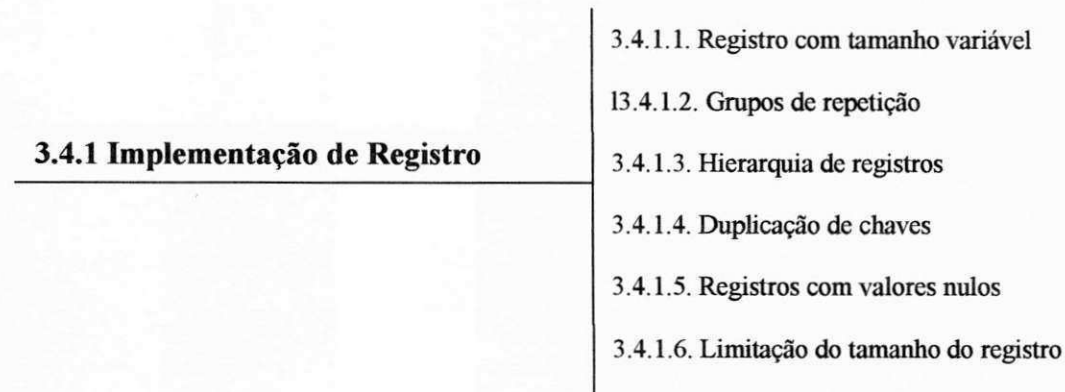 3.4.1 Implementação de Registro
3.4.1.1. Registro com tamanho variável
l3.4.1.2. Grupos de repetição
3.4.1.3. Hierarquia de registros
3.4.1.4. Duplicação de chaves
3.4.1.5. Registros com valores nulos
3.4.1.6. Limitação do tamanho do registro